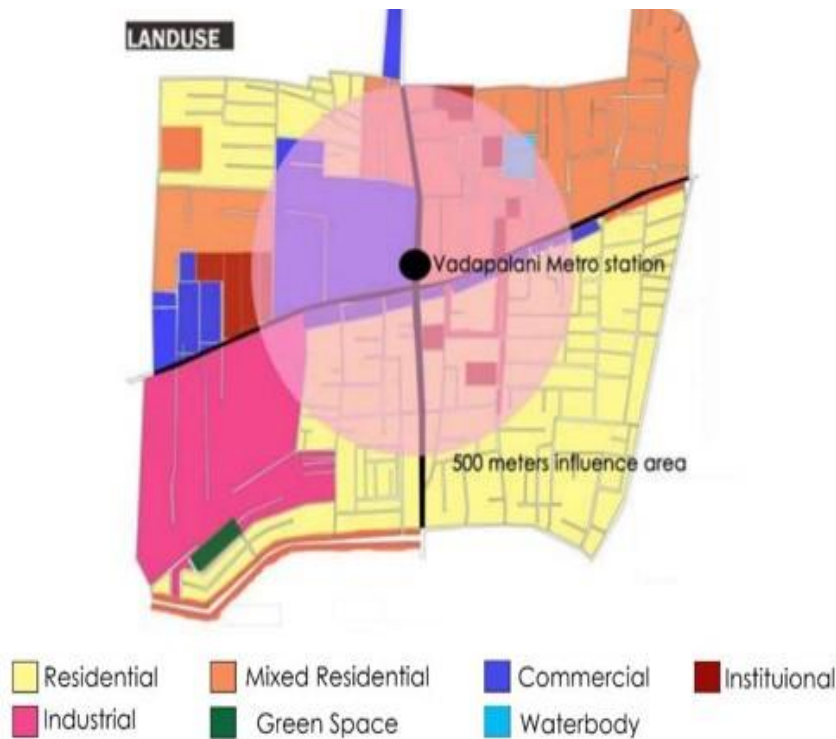 LANDUSE
Vadapalani Metro station
500 meters influence area
Residential
Mixed Residential
Commercial
Instituional
Industrial
Green Space
Waterbody